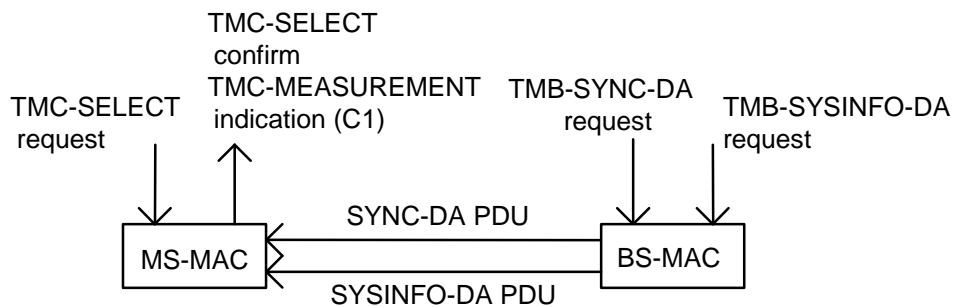 TMC-SELECT
confirm
TMC-MEASUREMENT
indication (C1)
TMC-SELECT
request
TMB-SYNC-DA
request
TMB-SYSINFO-DA
request
SYNC-DA PDU
MS-MAC
BS-MAC
SYSINFO-DA PDU